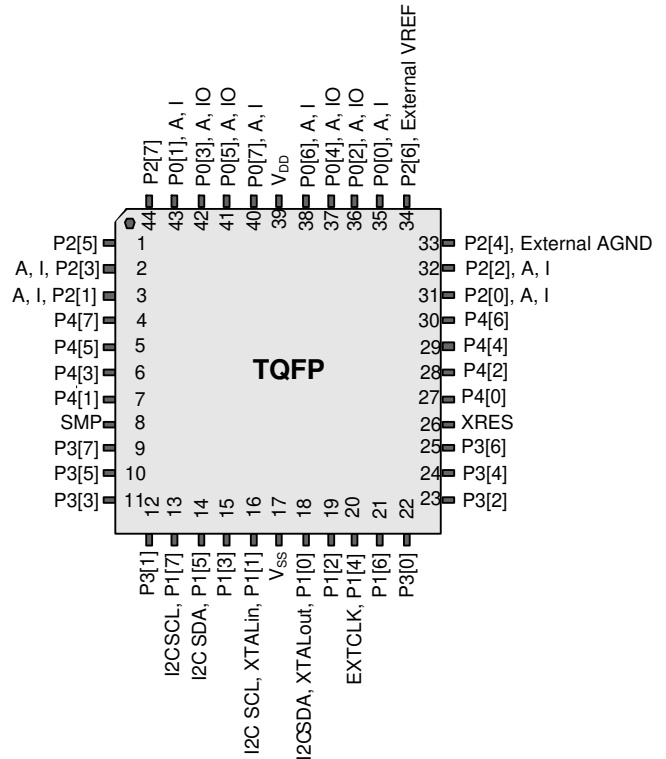 P2[7]
P0[1], A, I
P0[3], A, IO
P0[5], A, IO
P0[7], A, I
VDD
P0[6], A, I
P0[4], A, IO
P0[2], A, IO
P0[0], A, I
P2[6], External VREF
44
43
42
41
40
39
38
37
36
35
34
P2[5] 1
A, I, P2[3] 2
A, I, P2[1] 3
P4[7] 4
P4[5] 5
P4[3] 6
P4[1] 7
SMP 8
P3[7] 9
P3[5] 10
P3[3] 11
TQFP
33 P2[4], External AGND
32 P2[2], A, I
31 P2[0], A, I
30 P4[6]
29 P4[4]
28 P4[2]
27 P4[0]
26 XRES
25 P3[6]
24 P3[4]
23 P3[2]
12
13
14
15
16
17
18
19
20
21
22
P3[1]
I2CSCL, P1[7]
I2C SDA, P1[5]
P1[3]
I2C SCL, XTALin, P1[1]
VSS
I2CSDA, XTALout, P1[0]
P1[2]
EXTCLK, P1[4]
P1[6]
P3[0]